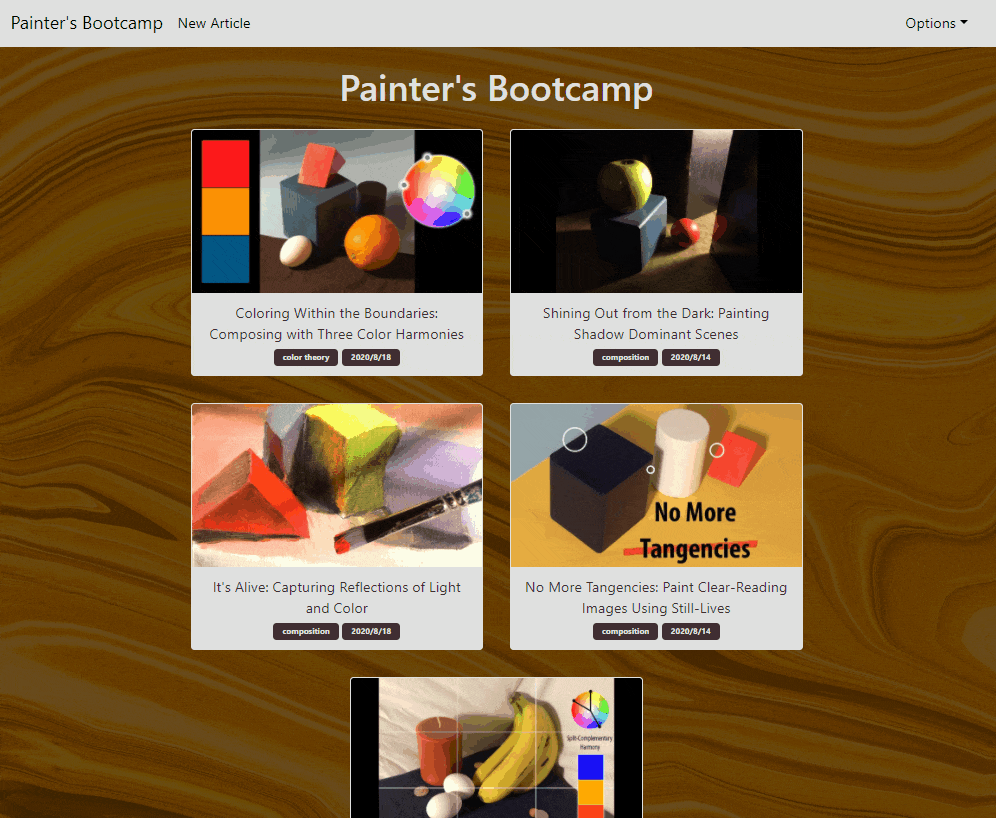 Painter's Bootcamp New Article Options
Painter's Bootcamp
Coloring Within the Boundaries:
Composing with Three Color Harmonies
color theory 2020/8/18
Shining Out from the Dark: Painting
Shadow Dominant Scenes
composition 2020/8/14
It's Alive: Capturing Reflections of Light
and Color
composition 2020/8/18
No More
Tangencies
No More Tangencies: Paint Clear-Reading
Images Using Still-Lives
composition 2020/8/14
Split-Complementary
Harmony